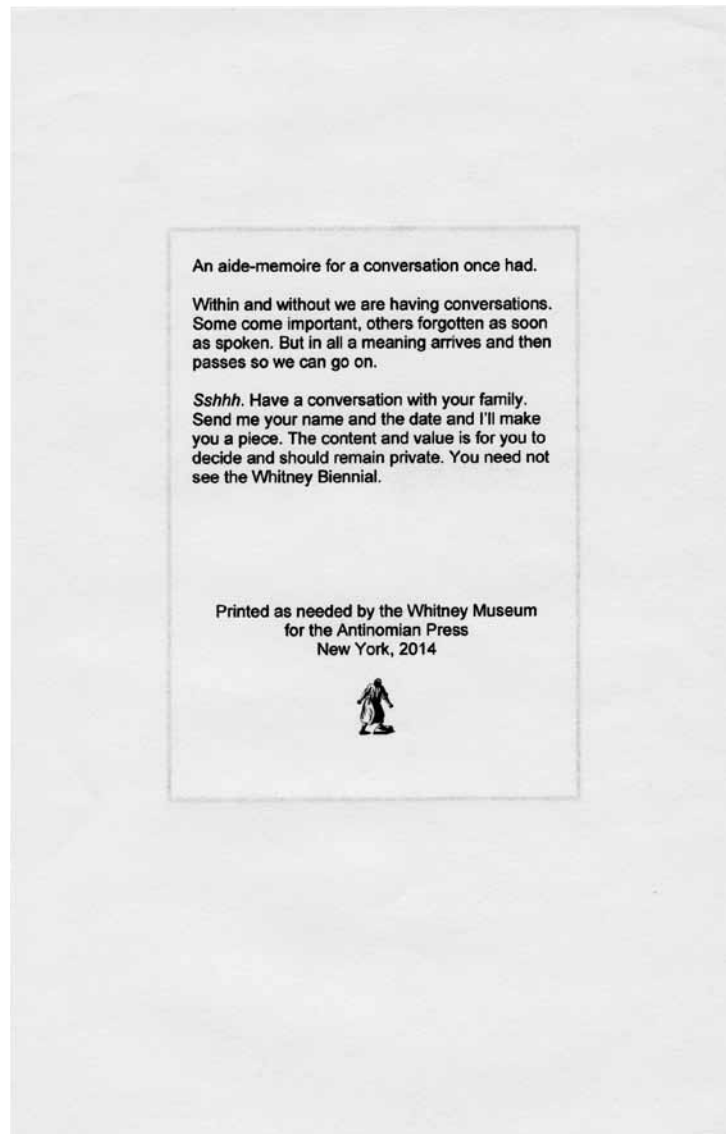 An aide-memoire for a conversation once had.
Within and without we are having conversations.
Some come important, others forgotten as soon
as spoken. But in all a meaning arrives and then
passes so we can go on.
Sshhh. Have a conversation with your family.
Send me your name and the date and I'll make
you a piece. The content and value is for you to
decide and should remain private. You need not
see the Whitney Biennial.
Printed as needed by the Whitney Museum
for the Antinomian Press
New York, 2014